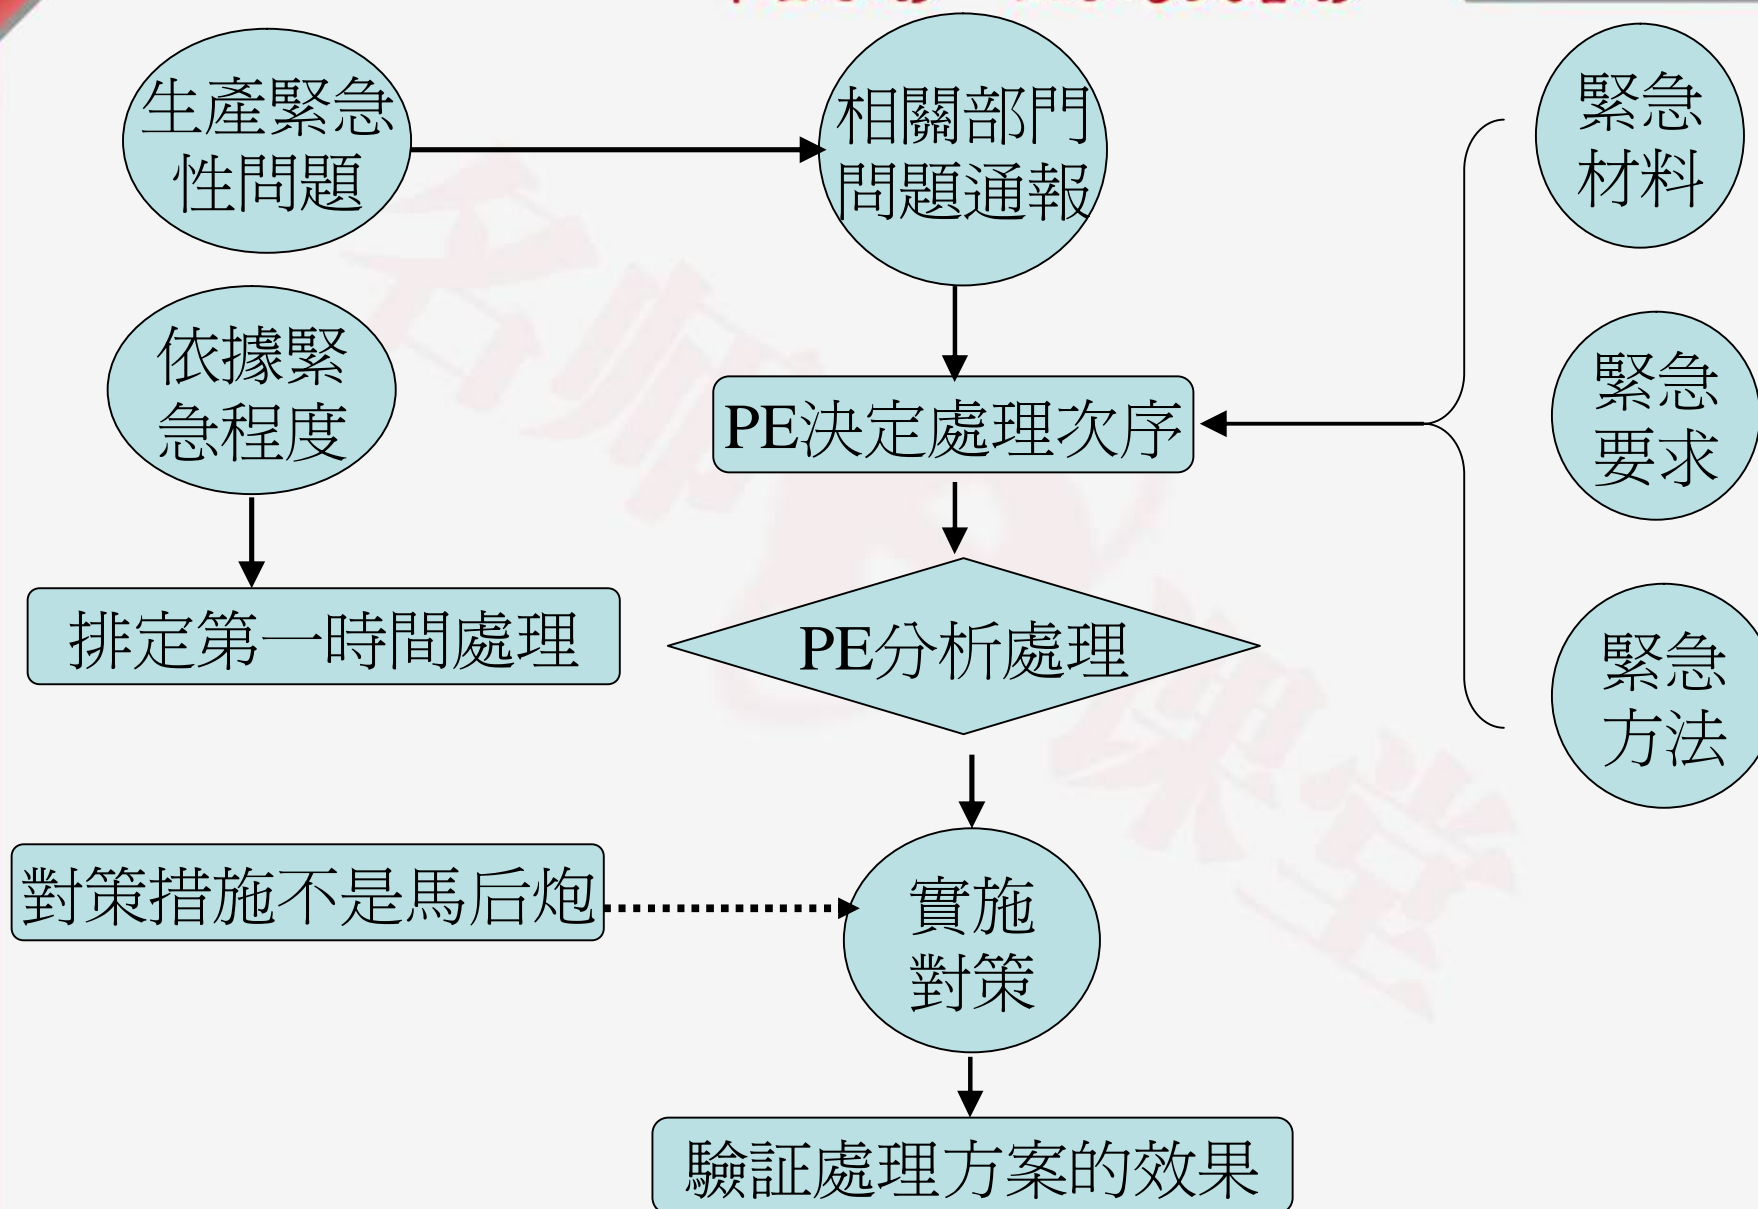 生產緊急
性問題
相關部門
問題通報
緊急
材料
依據緊
急程度
PE決定處理次序
緊急
要求
排定第一時間處理
PE分析處理
緊急
方法
對策措施不是馬后炮
實施
對策
驗証處理方案的效果
名师
课堂